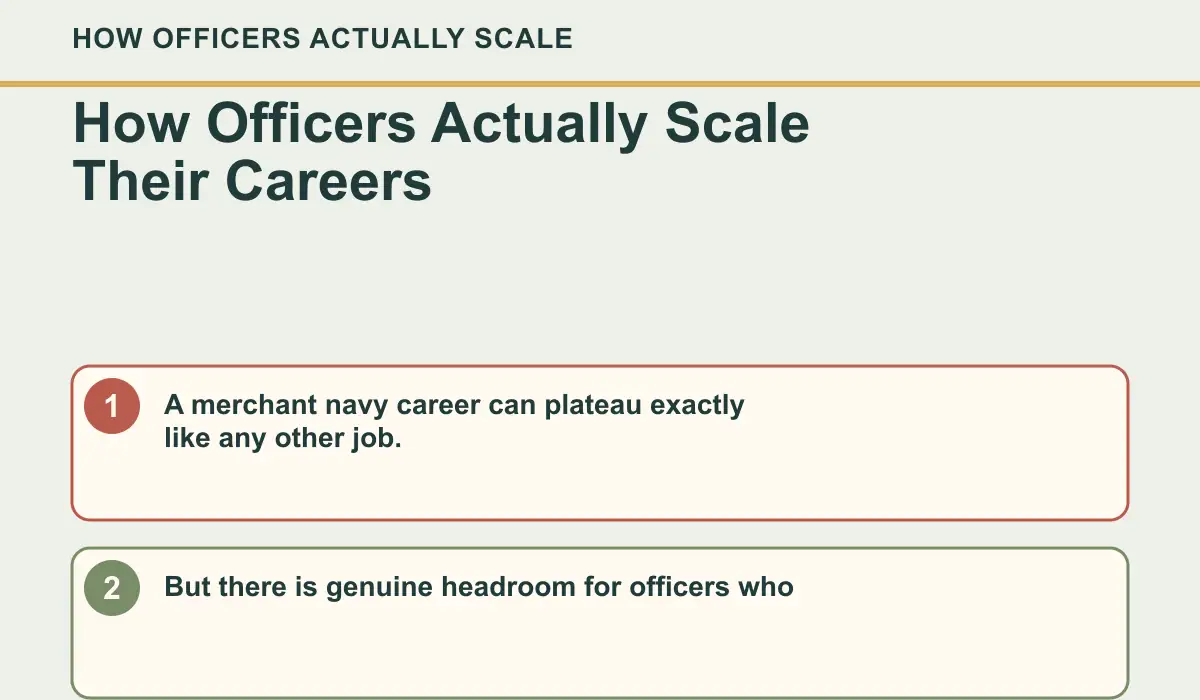 HOW OFFICERS ACTUALLY SCALE
How Officers Actually Scale
Their Careers
1
A merchant navy career can plateau exactly
like any other job.
2
But there is genuine headroom for officers who